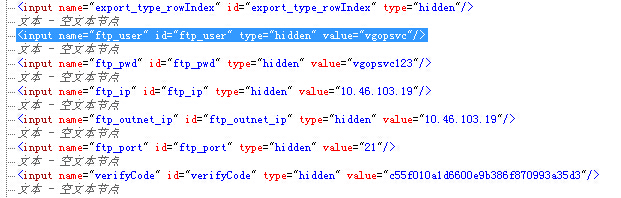 <input name="export_type_rowIndex" id="export_type_rowIndex" type="hidden"/>
文本 - 空文本节点
<input name="ftp_user" id="ftp_user" type="hidden" value="vgopsvc"/>
文本 - 空文本节点
<input name="ftp_pwd" id="ftp_pwd" type="hidden" value="vgopsvc123"/>
文本 - 空文本节点
<input name="ftp_ip" id="ftp_ip" type="hidden" value="10.46.103.19"/>
文本 - 空文本节点
<input name="ftp_outnet_ip" id="ftp_outnet_ip" type="hidden" value="10.46.103.19"/>
文本 - 空文本节点
<input name="ftp_port" id="ftp_port" type="hidden" value="21"/>
文本 - 空文本节点
<input name="verifyCode" id="verifyCode" type="hidden" value="c55f010a1d6600e9b386f870993a35d3"/>
文本 - 空文本节点